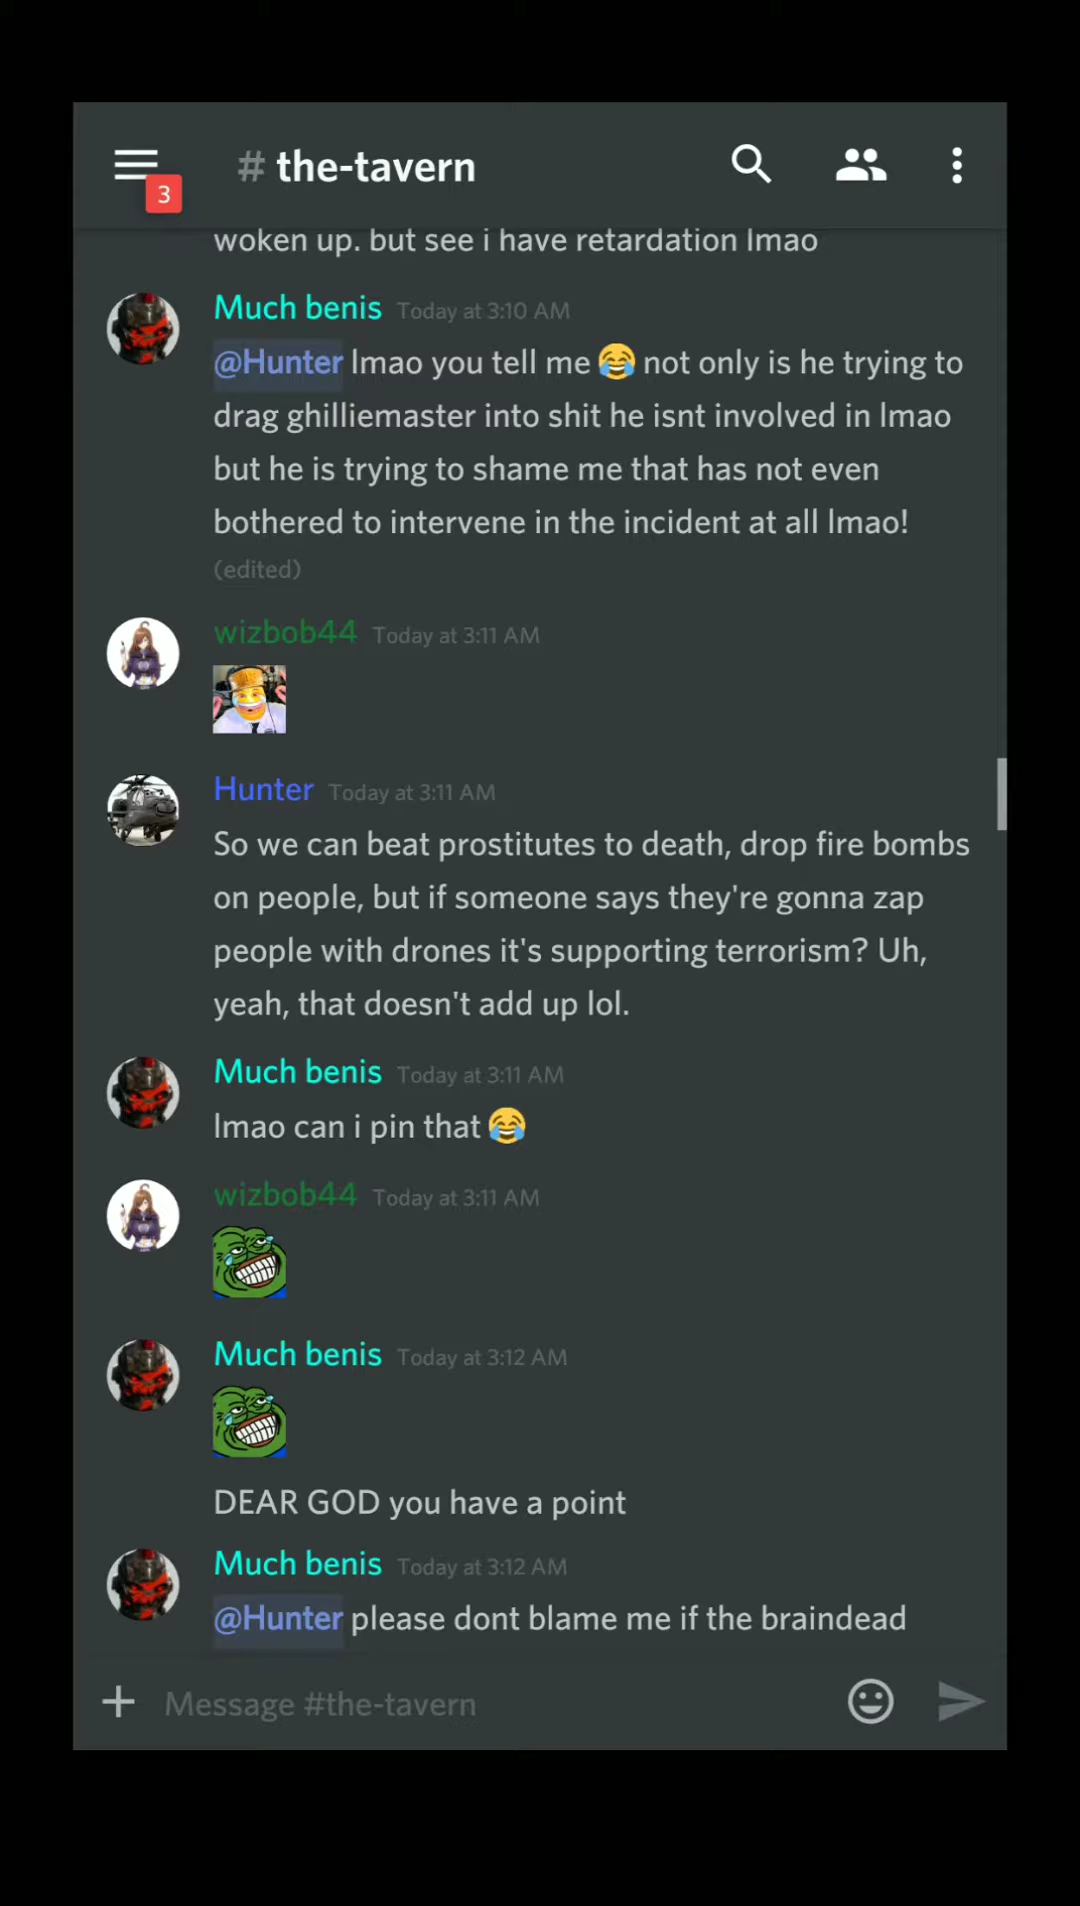 3
# the-tavern
woken up. but see i have retardation lmao
Much benis Today at 3:10 AM
@Hunter lmao you tell me 😂 not only is he trying to
drag ghilliemaster into shit he isnt involved in lmao
but he is trying to shame me that has not even
bothered to intervene in the incident at all lmao!
(edited)
wizbob44 Today at 3:11 AM
Hunter Today at 3:11 AM
So we can beat prostitutes to death, drop fire bombs
on people, but if someone says they're gonna zap
people with drones it's supporting terrorism? Uh,
yeah, that doesn't add up lol.
Much benis Today at 3:11 AM
lmao can i pin that 😂
wizbob44 Today at 3:11 AM
Much benis Today at 3:12 AM
DEAR GOD you have a point
Much benis Today at 3:12 AM
@Hunter please dont blame me if the braindead
Message #the-tavern